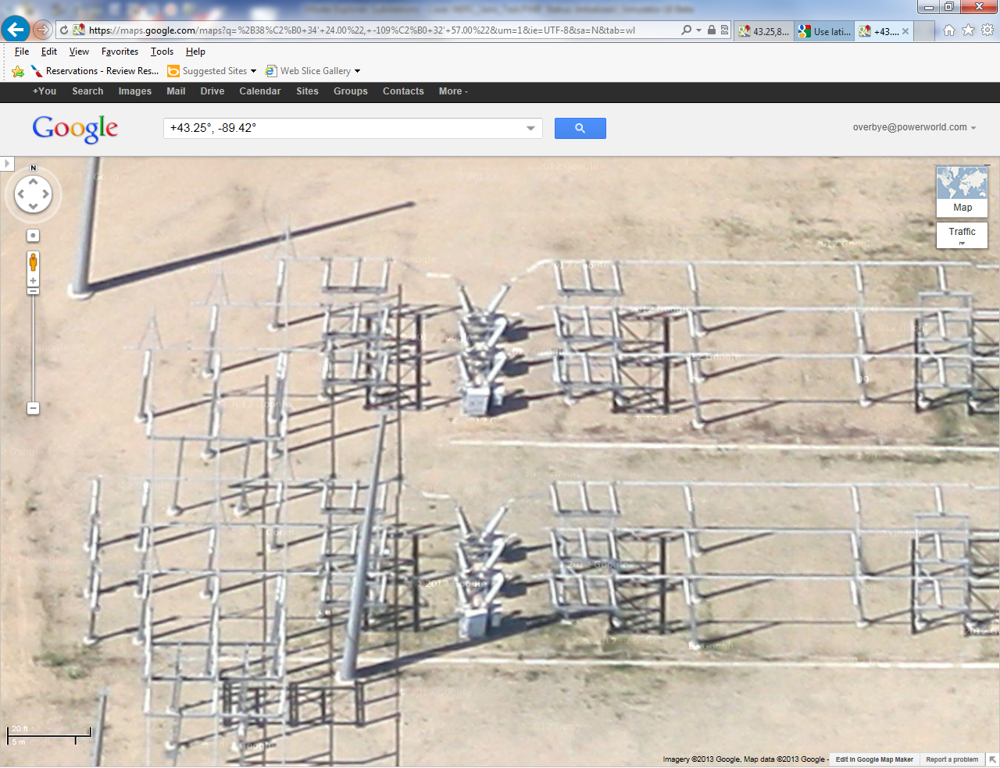 https://maps.google.com/maps?q=%2B38%C2%B0+34'+24.00%22,+-109%C2%B0+32'+57.00%22&um=1&ie=UTF-8&sa=N&tab=wl
43.25,8...
Use lati...
+43....
File Edit View Favorites Tools Help
Reservations - Review Res...
Suggested Sites
Web Slice Gallery
+You Search Images Mail Drive Calendar Sites Groups Contacts More
Google
+43.25°, -89.42°
overbye@powerworld.com
N
Map
Traffic
20 ft
5 m
Imagery ©2013 Google, Map data ©2013 Google -
Edit in Google Map Maker
Report a problem